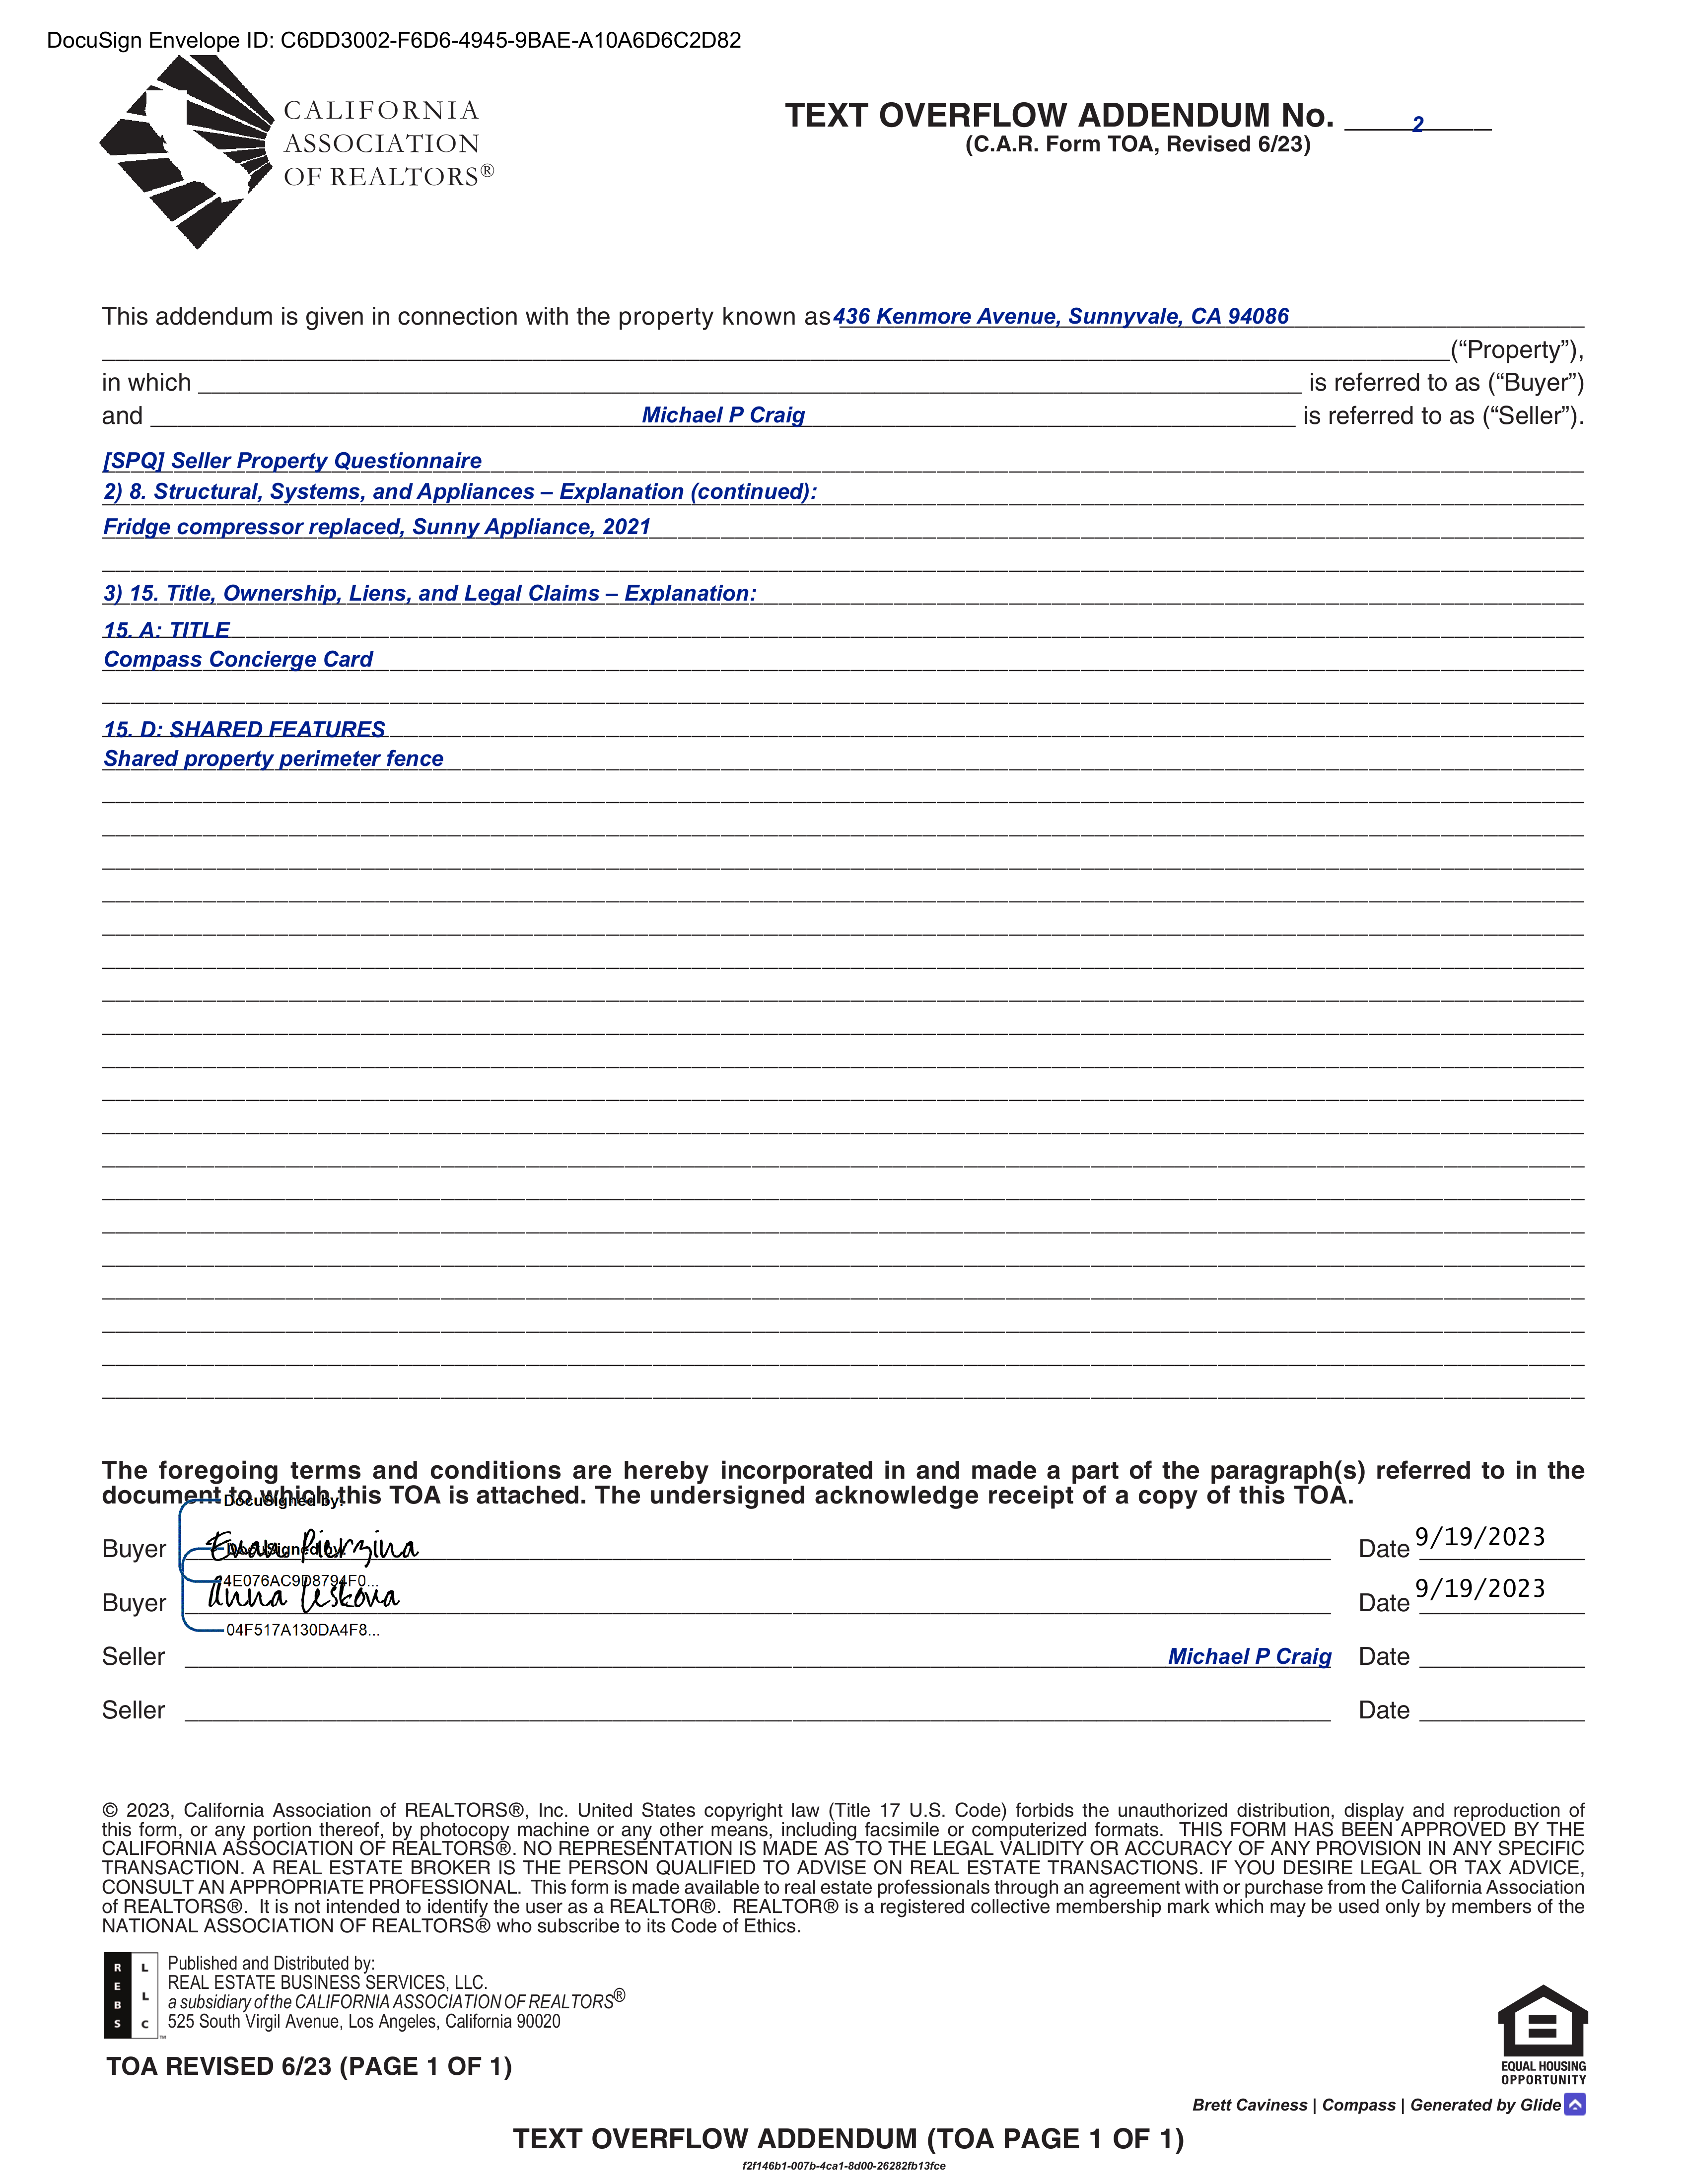 DocuSign Envelope ID: C6DD3002-F6D6-4945-9BAE-A10A6D6C2D82
CALIFORNIA
ASSOCIATION
OF REALTORS®
TEXT OVERFLOW ADDENDUM No. 2
(C.A.R. Form TOA, Revised 6/23)
This addendum is given in connection with the property known as 436 Kenmore Avenue, Sunnyvale, CA 94086
(“Property”),
in which is referred to as (“Buyer”)
and Michael P Craig is referred to as (“Seller”).
[SPQ] Seller Property Questionnaire
2) 8. Structural, Systems, and Appliances – Explanation (continued):
Fridge compressor replaced, Sunny Appliance, 2021
3) 15. Title, Ownership, Liens, and Legal Claims – Explanation:
15. A: TITLE
Compass Concierge Card
15. D: SHARED FEATURES
Shared property perimeter fence
The foregoing terms and conditions are hereby incorporated in and made a part of the paragraph(s) referred to in the
document to which this TOA is attached. The undersigned acknowledge receipt of a copy of this TOA.
DocuSigned by:
Buyer Evan Pierzina Date 9/19/2023
DocuSigned by:
4E076AC9D8794F0...
Buyer Anna Leskova Date 9/19/2023
04F517A130DA4F8...
Seller Michael P Craig Date
Seller Date
© 2023, California Association of REALTORS®, Inc. United States copyright law (Title 17 U.S. Code) forbids the unauthorized distribution, display and reproduction of
this form, or any portion thereof, by photocopy machine or any other means, including facsimile or computerized formats. THIS FORM HAS BEEN APPROVED BY THE
CALIFORNIA ASSOCIATION OF REALTORS®. NO REPRESENTATION IS MADE AS TO THE LEGAL VALIDITY OR ACCURACY OF ANY PROVISION IN ANY SPECIFIC
TRANSACTION. A REAL ESTATE BROKER IS THE PERSON QUALIFIED TO ADVISE ON REAL ESTATE TRANSACTIONS. IF YOU DESIRE LEGAL OR TAX ADVICE,
CONSULT AN APPROPRIATE PROFESSIONAL. This form is made available to real estate professionals through an agreement with or purchase from the California Association
of REALTORS®. It is not intended to identify the user as a REALTOR®. REALTOR® is a registered collective membership mark which may be used only by members of the
NATIONAL ASSOCIATION OF REALTORS® who subscribe to its Code of Ethics.
REBS LLC™
Published and Distributed by:
REAL ESTATE BUSINESS SERVICES, LLC.
a subsidiary of the CALIFORNIA ASSOCIATION OF REALTORS®
525 South Virgil Avenue, Los Angeles, California 90020
TOA REVISED 6/23 (PAGE 1 OF 1)
EQUAL HOUSING
OPPORTUNITY
Brett Caviness | Compass | Generated by Glide
TEXT OVERFLOW ADDENDUM (TOA PAGE 1 OF 1)
f2f146b1-007b-4ca1-8d00-26282fb13fce